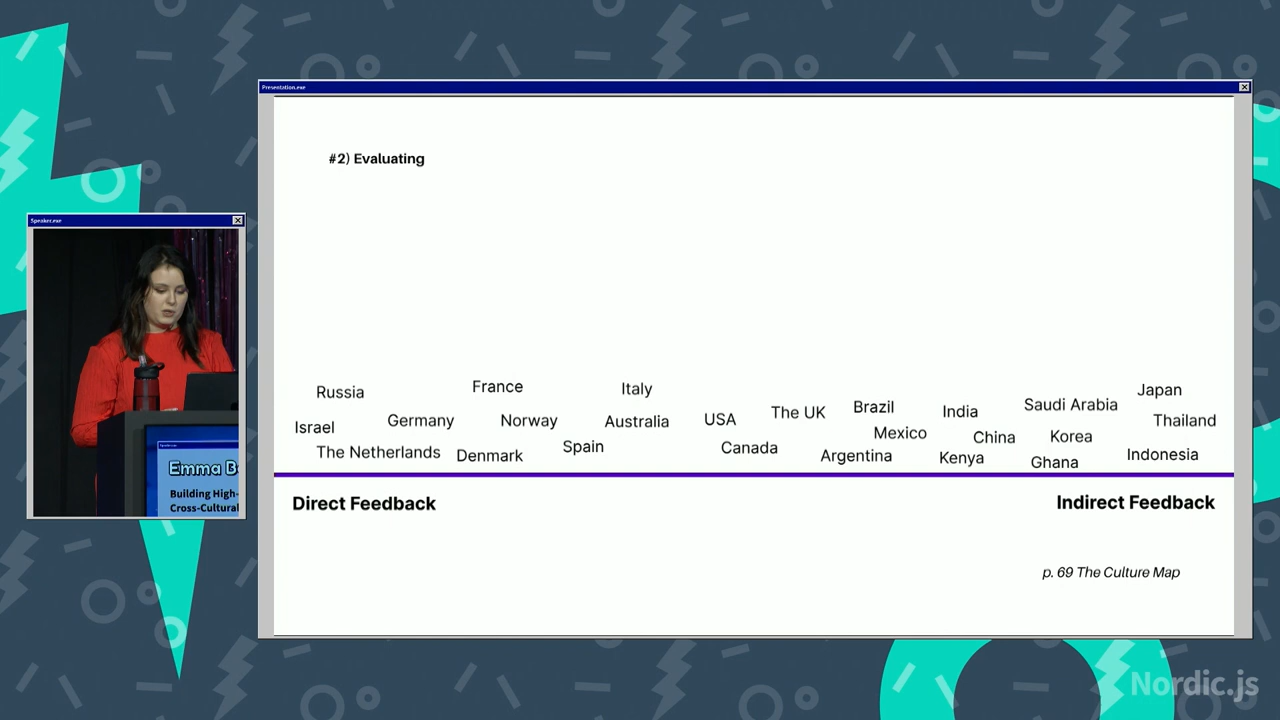 Presentation.exe
#2) Evaluating
Speaker.exe
Russia
France
Italy
Japan
Israel
Germany
Norway
Australia
USA
The UK
Brazil
India
Saudi Arabia
Thailand
The Netherlands
Denmark
Spain
Canada
Argentina
Mexico
China
Korea
Kenya
Ghana
Indonesia
Direct Feedback
Indirect Feedback
p. 69 The Culture Map
Emma B
Building High-
Cross-Cultural
Nordic.js